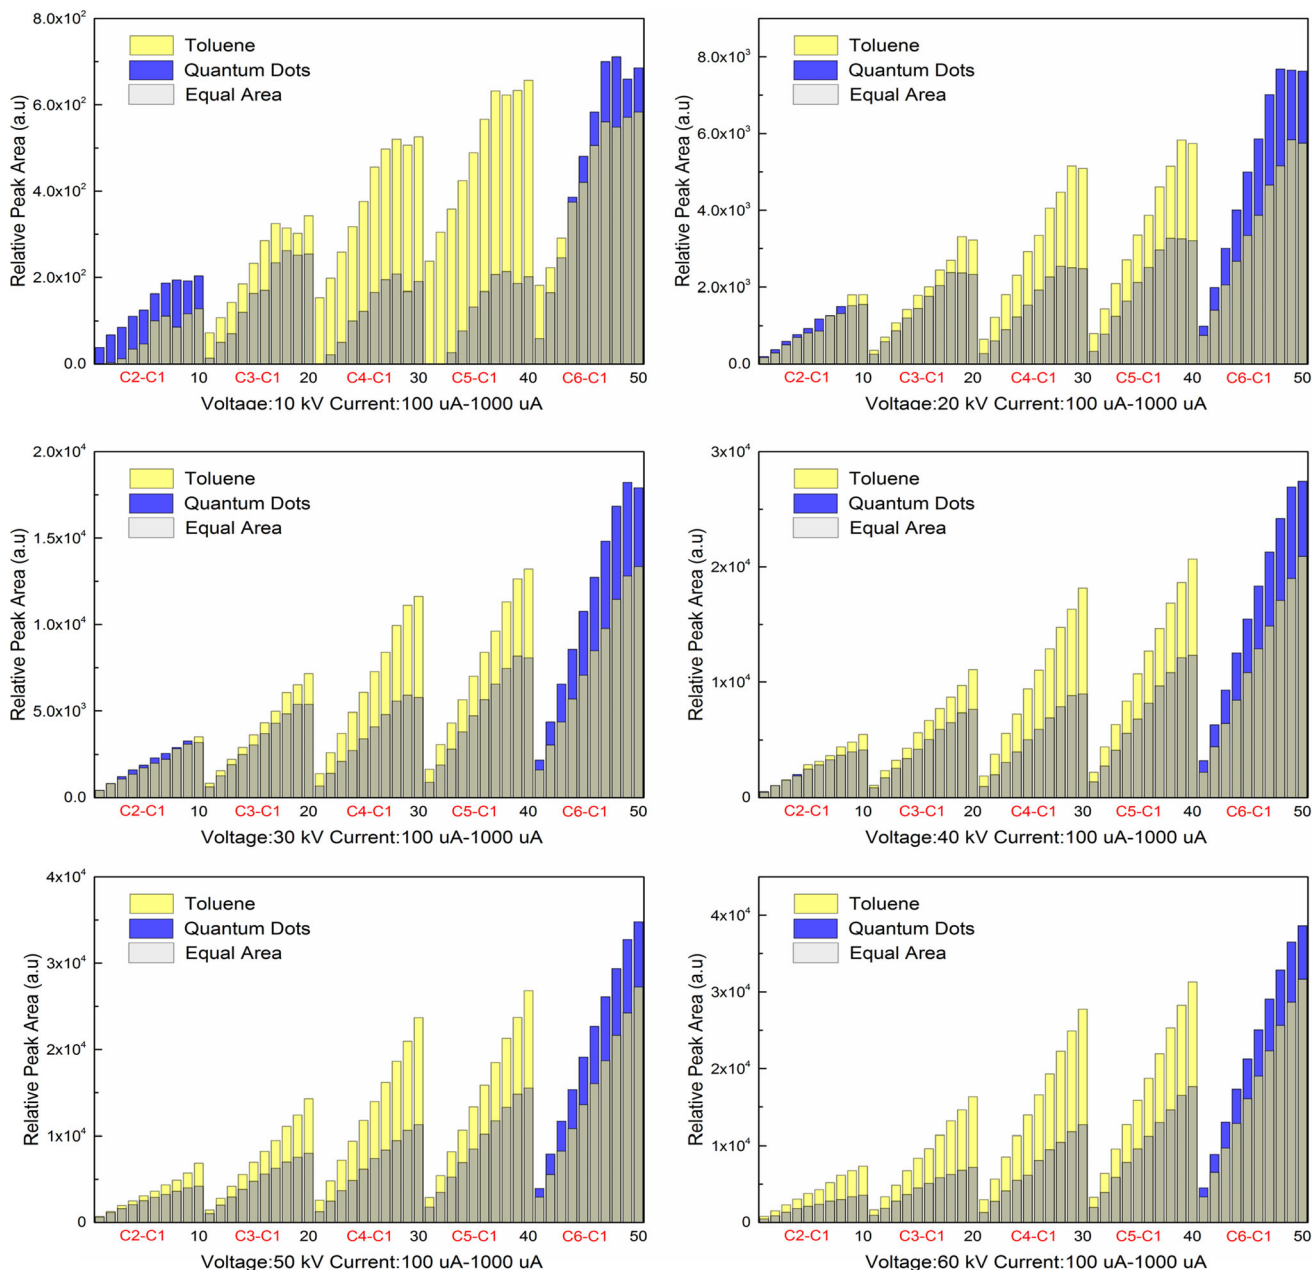 8.0x10²
6.0x10²
4.0x10²
2.0x10²
0.0
Relative Peak Area (a.u)
Toluene
Quantum Dots
Equal Area
C2-C1 10 C3-C1 20 C4-C1 30 C5-C1 40 C6-C1 50
Voltage:10 kV Current:100 uA-1000 uA
8.0x10³
6.0x10³
4.0x10³
2.0x10³
0.0
Relative Peak Area (a.u)
Toluene
Quantum Dots
Equal Area
C2-C1 10 C3-C1 20 C4-C1 30 C5-C1 40 C6-C1 50
Voltage:20 kV Current:100 uA-1000 uA
2.0x10⁴
1.5x10⁴
1.0x10⁴
5.0x10³
0.0
Relative Peak Area (a.u)
Toluene
Quantum Dots
Equal Area
C2-C1 10 C3-C1 20 C4-C1 30 C5-C1 40 C6-C1 50
Voltage:30 kV Current:100 uA-1000 uA
3x10⁴
2x10⁴
1x10⁴
0
Relative Peak Area (a.u)
Toluene
Quantum Dots
Equal Area
C2-C1 10 C3-C1 20 C4-C1 30 C5-C1 40 C6-C1 50
Voltage:40 kV Current:100 uA-1000 uA
4x10⁴
3x10⁴
2x10⁴
1x10⁴
0
Relative Peak Area (a.u)
Toluene
Quantum Dots
Equal Area
C2-C1 10 C3-C1 20 C4-C1 30 C5-C1 40 C6-C1 50
Voltage:50 kV Current:100 uA-1000 uA
4x10⁴
3x10⁴
2x10⁴
1x10⁴
0
Relative Peak Area (a.u)
Toluene
Quantum Dots
Equal Area
C2-C1 10 C3-C1 20 C4-C1 30 C5-C1 40 C6-C1 50
Voltage:60 kV Current:100 uA-1000 uA